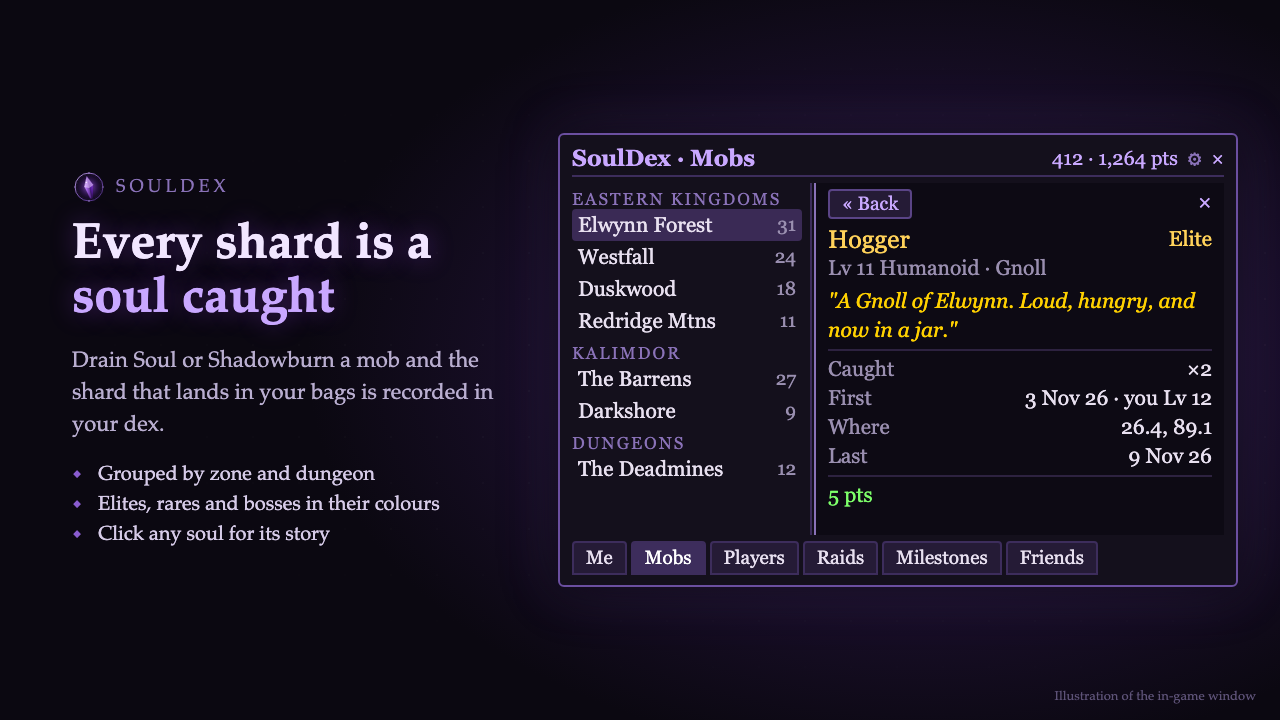 SOULDEX
Every shard is a
soul caught
Drain Soul or Shadowburn a mob and the
shard that lands in your bags is recorded in
your dex.
Grouped by zone and dungeon
Elites, rares and bosses in their colours
Click any soul for its story
SoulDex · Mobs
412 · 1,264 pts ⚙ ×
EASTERN KINGDOMS
Elwynn Forest 31
Westfall 24
Duskwood 18
Redridge Mtns 11
KALIMDOR
The Barrens 27
Darkshore 9
DUNGEONS
The Deadmines 12
« Back ×
Hogger Elite
Lv 11 Humanoid · Gnoll
"A Gnoll of Elwynn. Loud, hungry, and
now in a jar."
Caught ×2
First 3 Nov 26 · you Lv 12
Where 26.4, 89.1
Last 9 Nov 26
5 pts
Me Mobs Players Raids Milestones Friends
Illustration of the in-game window